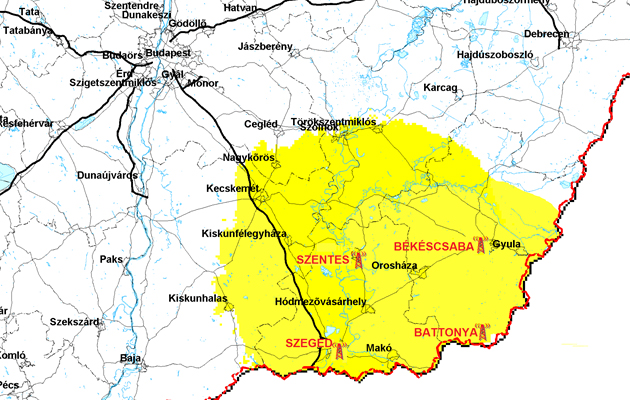 Szentendre
Hatvan
Hajdúböszörmény
Tata
Dunakeszi
Gödöllő
Tatabánya
Debrecen
Jászberény
Budaörs
Budapest
Hajdúszoboszló
Érd
Gyál
Szigetszentmiklós
Monor
Karcag
Cegléd
Törökszentmiklós
Szolnok
Nagykőrös
Dunaújváros
Kecskemét
Kiskunfélegyháza
BÉKÉSCSABA
Gyula
Paks
SZENTES
Orosháza
Kiskunhalas
Hódmezővásárhely
Szekszárd
BATTONYA
SZEGED
Makó
Baja
Komló
Pécs